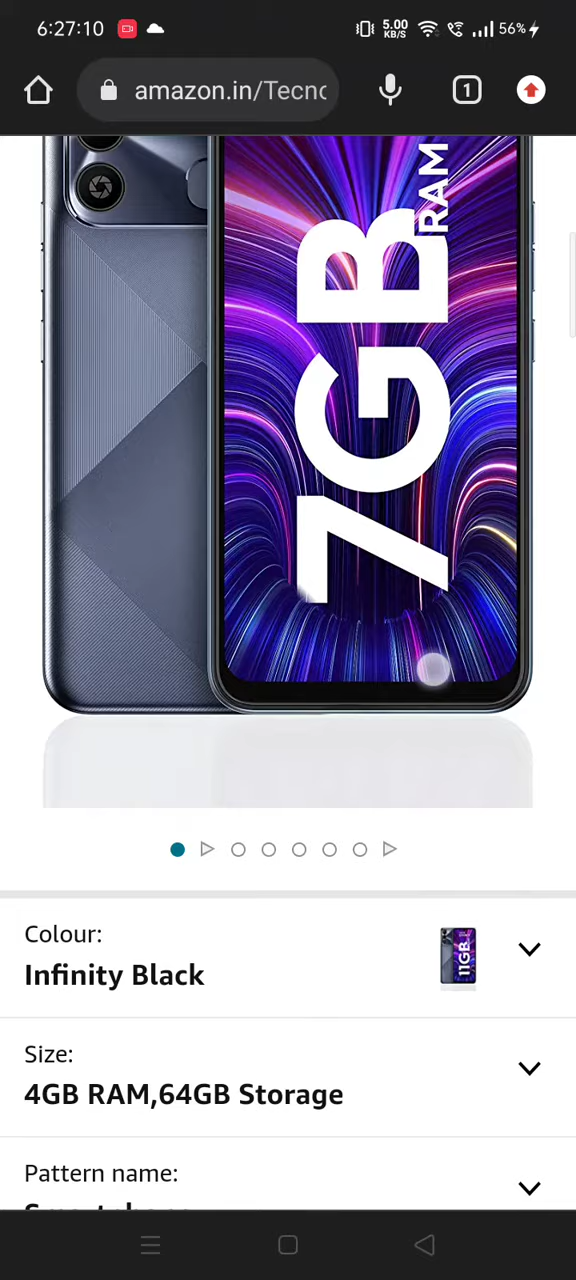 6:27:10
5.00
KB/S
56%
amazon.in/Tecno
1
7GB
RAM
Colour:
Infinity Black
11GB
Size:
4GB RAM,64GB Storage
Pattern name: